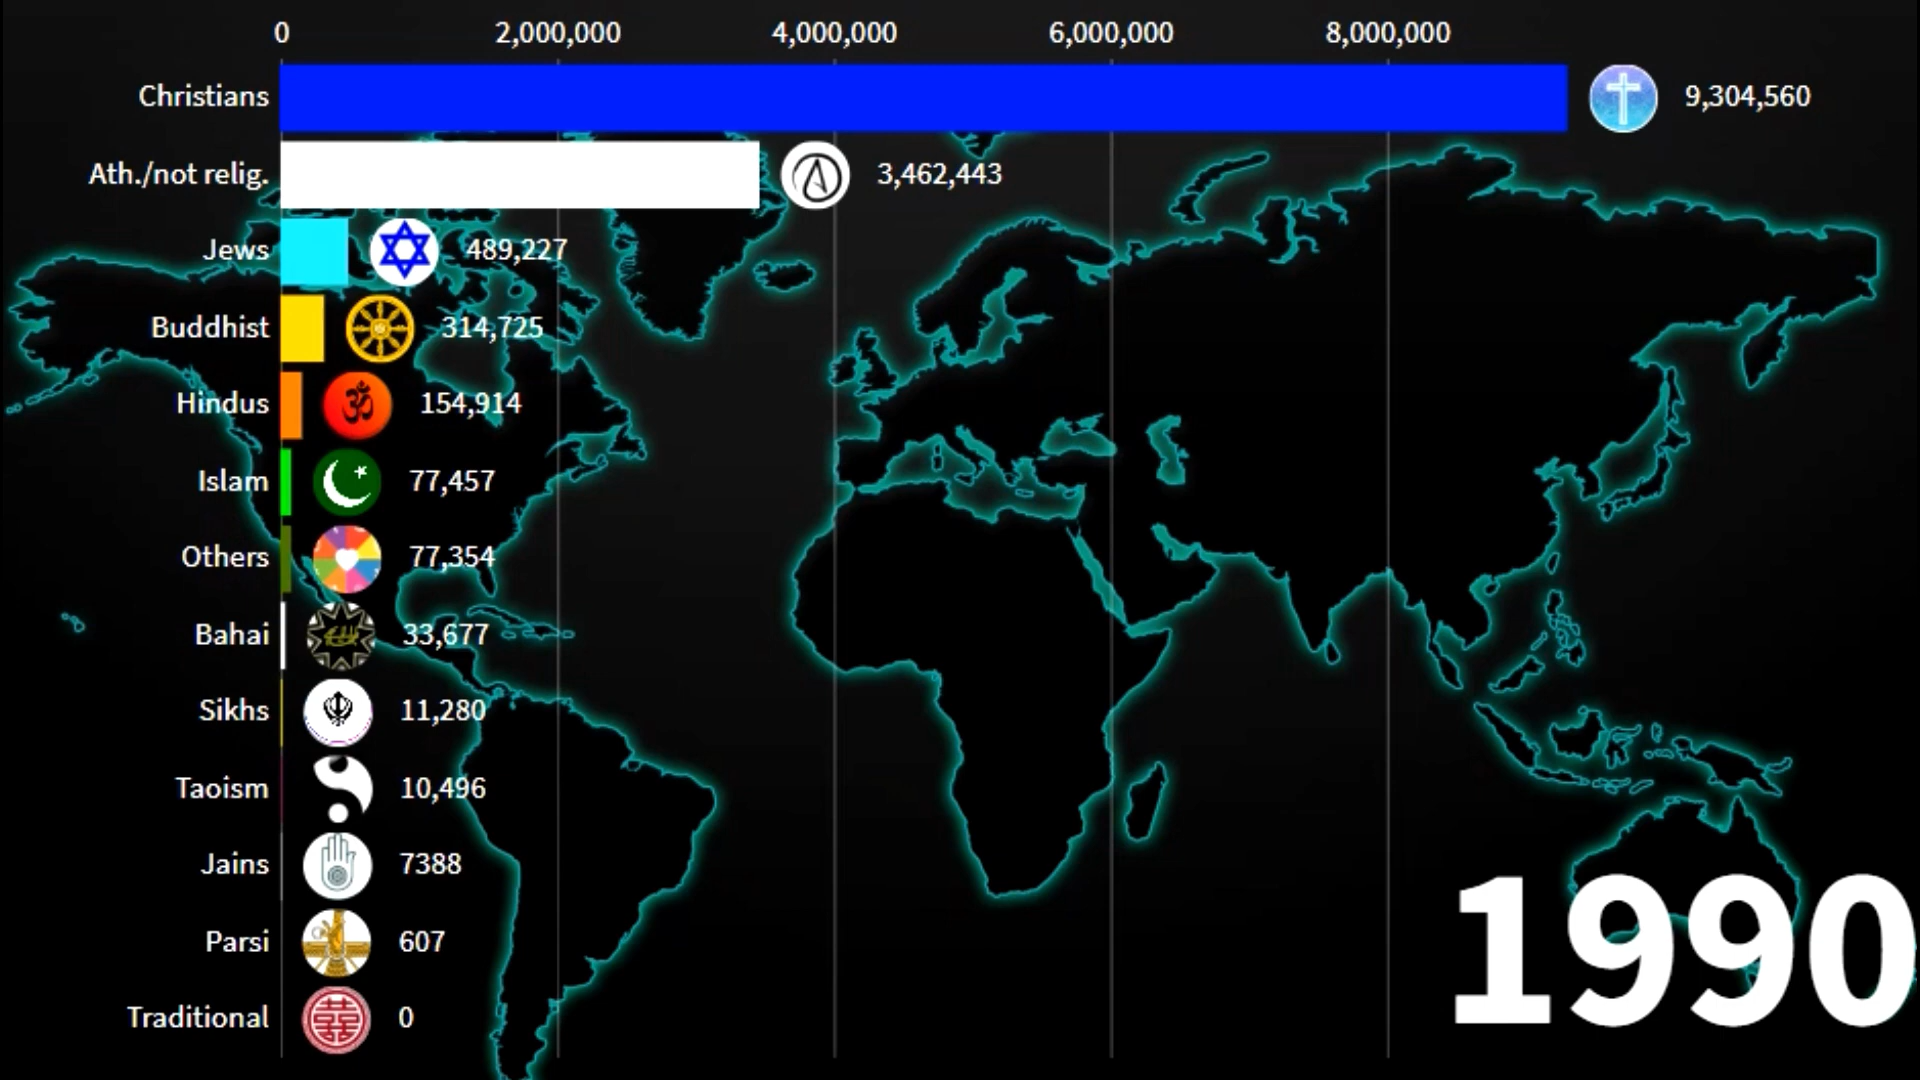 0 2,000,000 4,000,000 6,000,000 8,000,000
Christians 9,304,560
Ath./not relig. 3,462,443
Jews 489,227
Buddhist 314,725
Hindus 154,914
Islam 77,457
Others 77,354
Bahai 33,677
Sikhs 11,280
Taoism 10,496
Jains 7388
Parsi 607
Traditional 0
1990